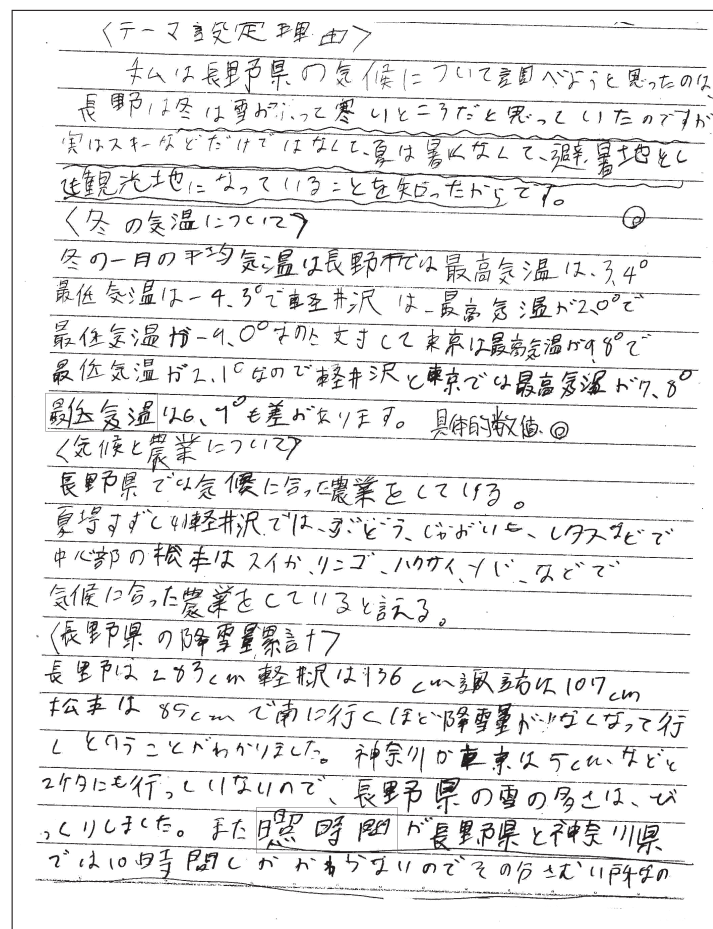 〈テーマ設定理由〉
私は長野県の気候について調べようと思ったのは、
長野は冬は雪がふって寒いところだと思っていたのですが
実はスキーなどだけではなくて、夏は暑くなくて、避暑地とし
て観光地になっていることを知ったからです。
〈冬の気温について〉
冬の一月の平均気温は長野市では最高気温は、3.4°
最低気温は-4.3°で軽井沢は、最高気温が2.0°で
最低気温が-9.0°なのに対して東京は最高気温が9.8°で
最低気温が2.1°なので軽井沢と東京では最高気温が7.8°
最低気温は6.9°も差があります。 具体的数値◎
〈気候と農業について〉
長野県では気候に合った農業をしている。
夏場すずしい軽井沢では、ぶどう、じゃがいも、レタスなどで
中心部の松本はスイカ、リンゴ、ハクサイ、などで
気候に合った農業をしていると言える。
〈長野県の降雪量累計〉
長野は283cm 軽井沢は136cm諏訪は107cm
松本は85cmで南に行くほど降雪量が少なくなって行
くということがわかりました。神奈川か東京は5cm、などと
2ケタにも行っしいないので、長野県の雪の多さは、び
っくりしました。また日照時間が長野県と神奈川県
では10時間しかかわらないのでその分さむい所なの